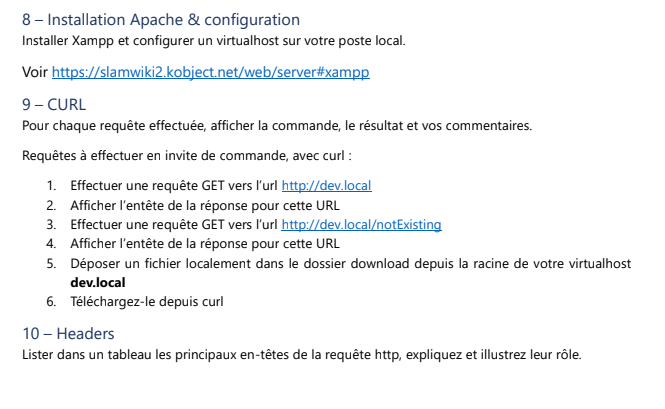 8 – Installation Apache & configuration
Installer Xampp et configurer un virtualhost sur votre poste local.
Voir https://slamwiki2.kobject.net/web/server#xampp
9 – CURL
Pour chaque requête effectuée, afficher la commande, le résultat et vos commentaires.
Requêtes à effectuer en invite de commande, avec curl :
1. Effectuer une requête GET vers l'url http://dev.local
2. Afficher l'entête de la réponse pour cette URL
3. Effectuer une requête GET vers l'url http://dev.local/notExisting
4. Afficher l'entête de la réponse pour cette URL
5. Déposer un fichier localement dans le dossier download depuis la racine de votre virtualhost
dev.local
6. Téléchargez-le depuis curl
10 – Headers
Lister dans un tableau les principaux en-têtes de la requête http, expliquez et illustrez leur rôle.